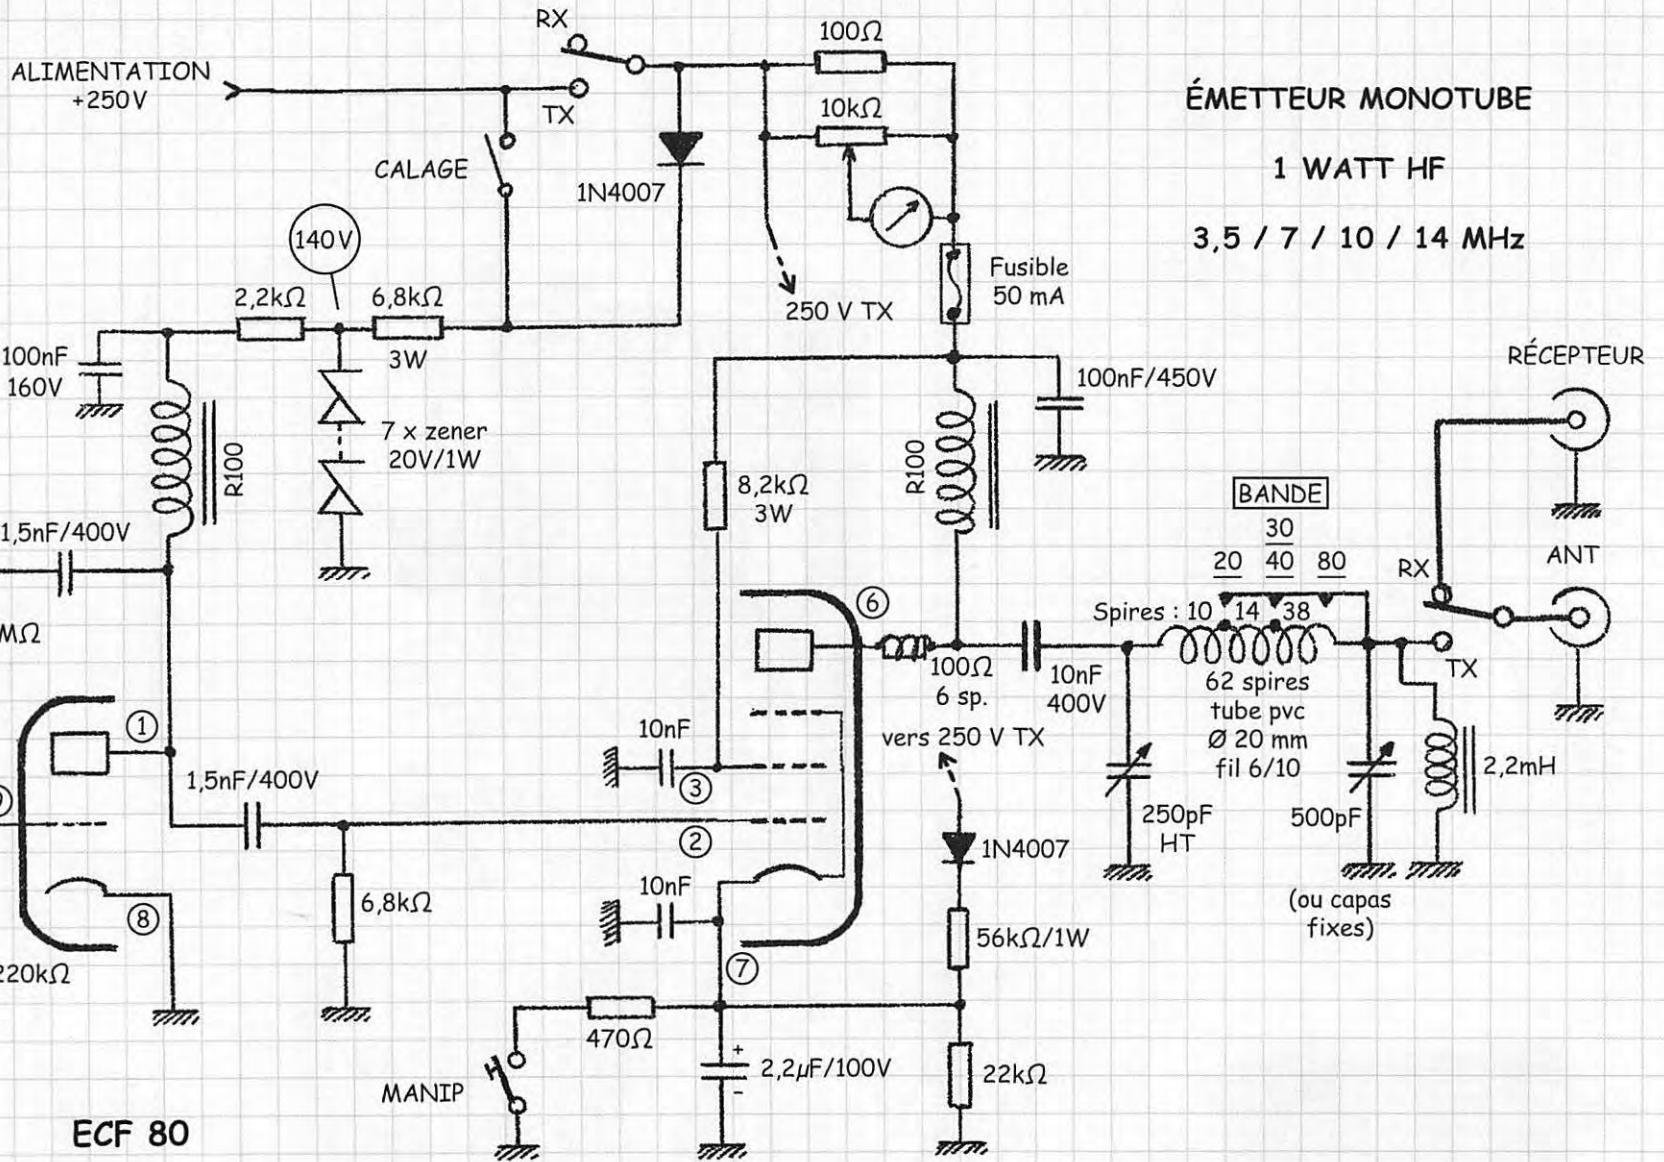 RX
ALIMENTATION
+250V
TX
100Ω
10kΩ
ÉMETTEUR MONOTUBE
1 WATT HF
3,5 / 7 / 10 / 14 MHz
CALAGE
1N4007
140V
Fusible
50 mA
250 V TX
2,2kΩ
6,8kΩ
3W
100nF
160V
RÉCEPTEUR
100nF/450V
7 x zener
20V/1W
R100
R100
8,2kΩ
3W
BANDE
30
20 40 80
1,5nF/400V
ANT
RX
Spires : 10 14 38
MΩ
6
100Ω
6 sp.
10nF
400V
TX
62 spires
tube pvc
Ø 20 mm
fil 6/10
1
10nF
vers 250 V TX
2,2mH
1,5nF/400V
3
250pF
HT
500pF
2
1N4007
10nF
6,8kΩ
8
(ou capas
fixes)
56kΩ/1W
7
220kΩ
470Ω
+
2,2µF/100V
-
22kΩ
MANIP
ECF 80